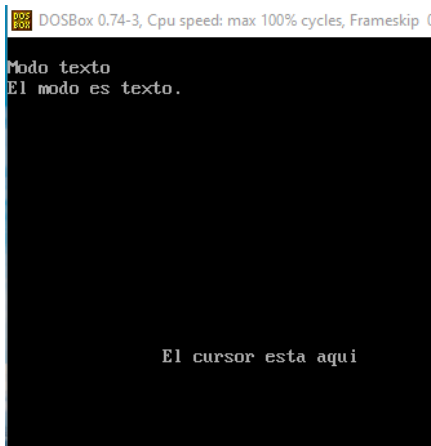 DOSBox 0.74-3, Cpu speed: max 100% cycles, Frameskip
Modo texto
El modo es texto.
El cursor esta aqui